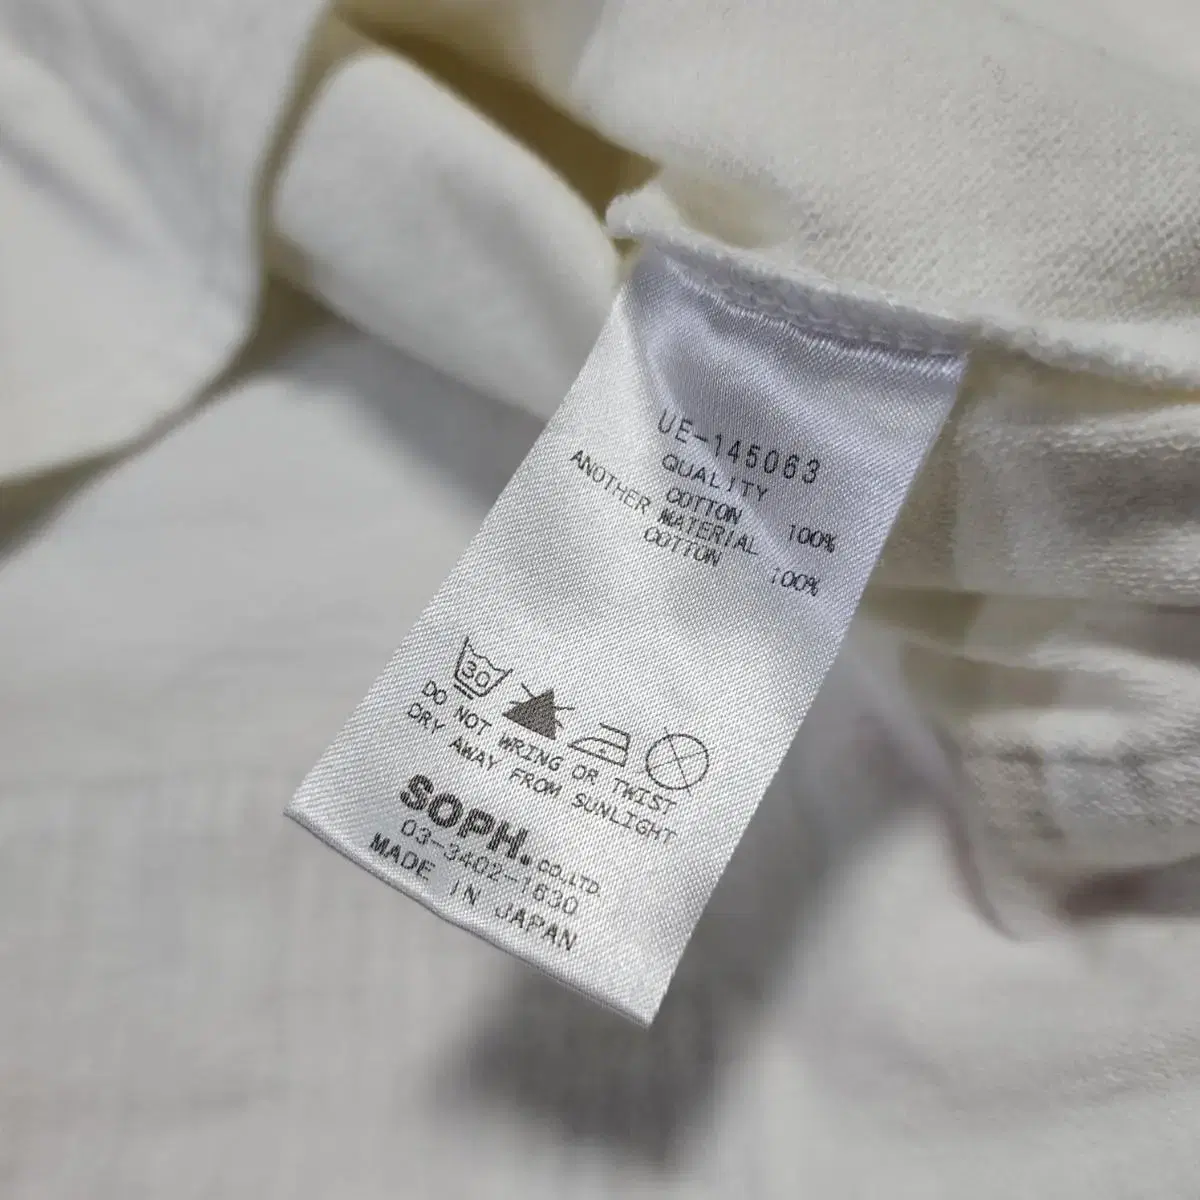 UE-145063
QUALITY
COTTON 100%
ANOTHER MATERIAL
COTTON 100%
30
DO NOT WRING OR TWIST
DRY AWAY FROM SUNLIGHT
SOPH.CO.,LTD
03-3402-1630
MADE IN JAPAN